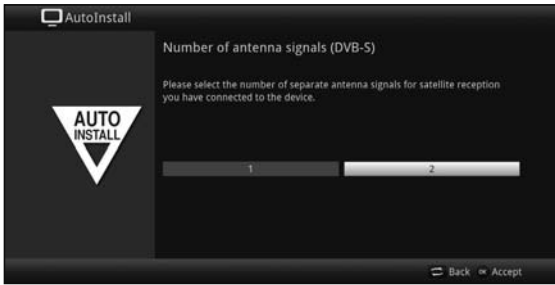 AutoInstall
Number of antenna signals (DVB-S)
Please select the number of separate antenna signals for satellite reception
you have connected to the device.
AUTO
INSTALL
1 2
Back OK Accept